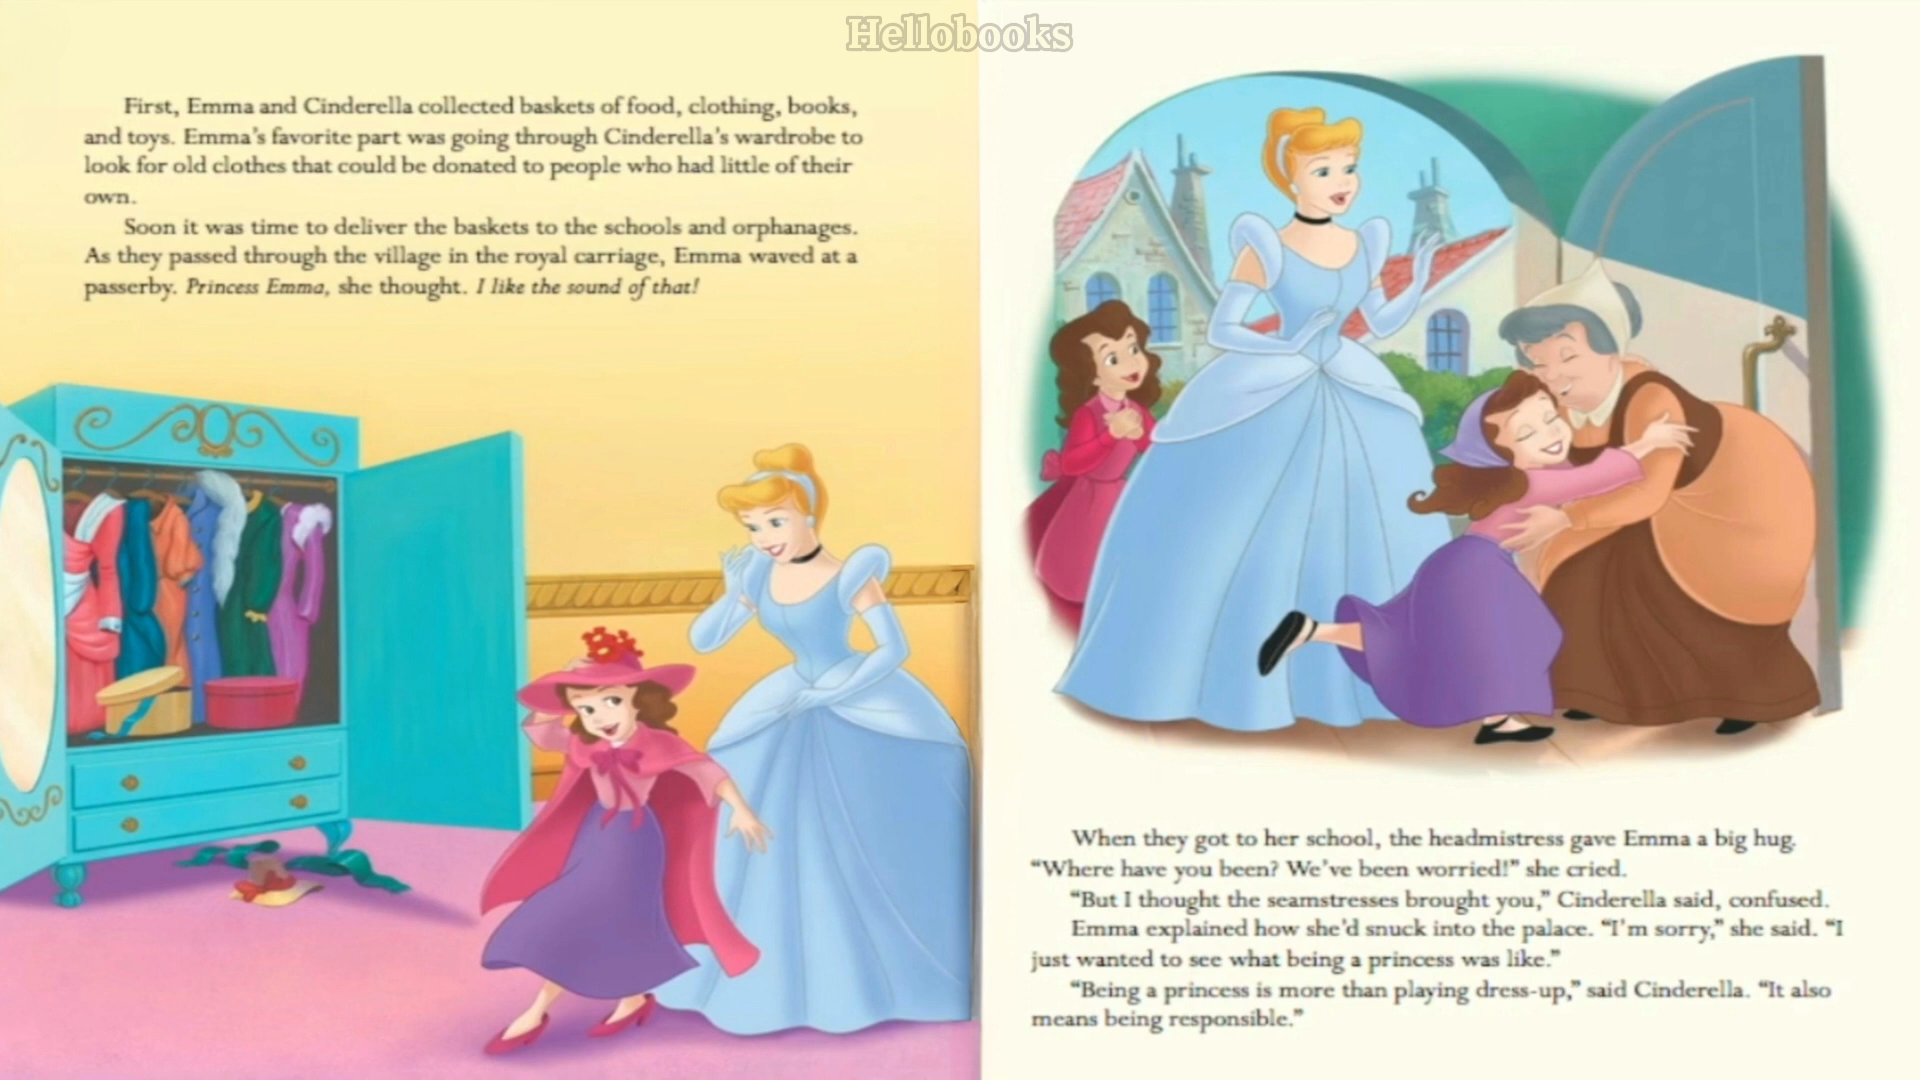 Hellobooks
First, Emma and Cinderella collected baskets of food, clothing, books,
and toys. Emma's favorite part was going through Cinderella's wardrobe to
look for old clothes that could be donated to people who had little of their
own.
Soon it was time to deliver the baskets to the schools and orphanages.
As they passed through the village in the royal carriage, Emma waved at a
passerby. Princess Emma, she thought. I like the sound of that!
When they got to her school, the headmistress gave Emma a big hug.
“Where have you been? We've been worried!” she cried.
“But I thought the seamstresses brought you,” Cinderella said, confused.
Emma explained how she'd snuck into the palace. “I'm sorry,” she said. “I
just wanted to see what being a princess was like.”
“Being a princess is more than playing dress-up,” said Cinderella. “It also
means being responsible.”